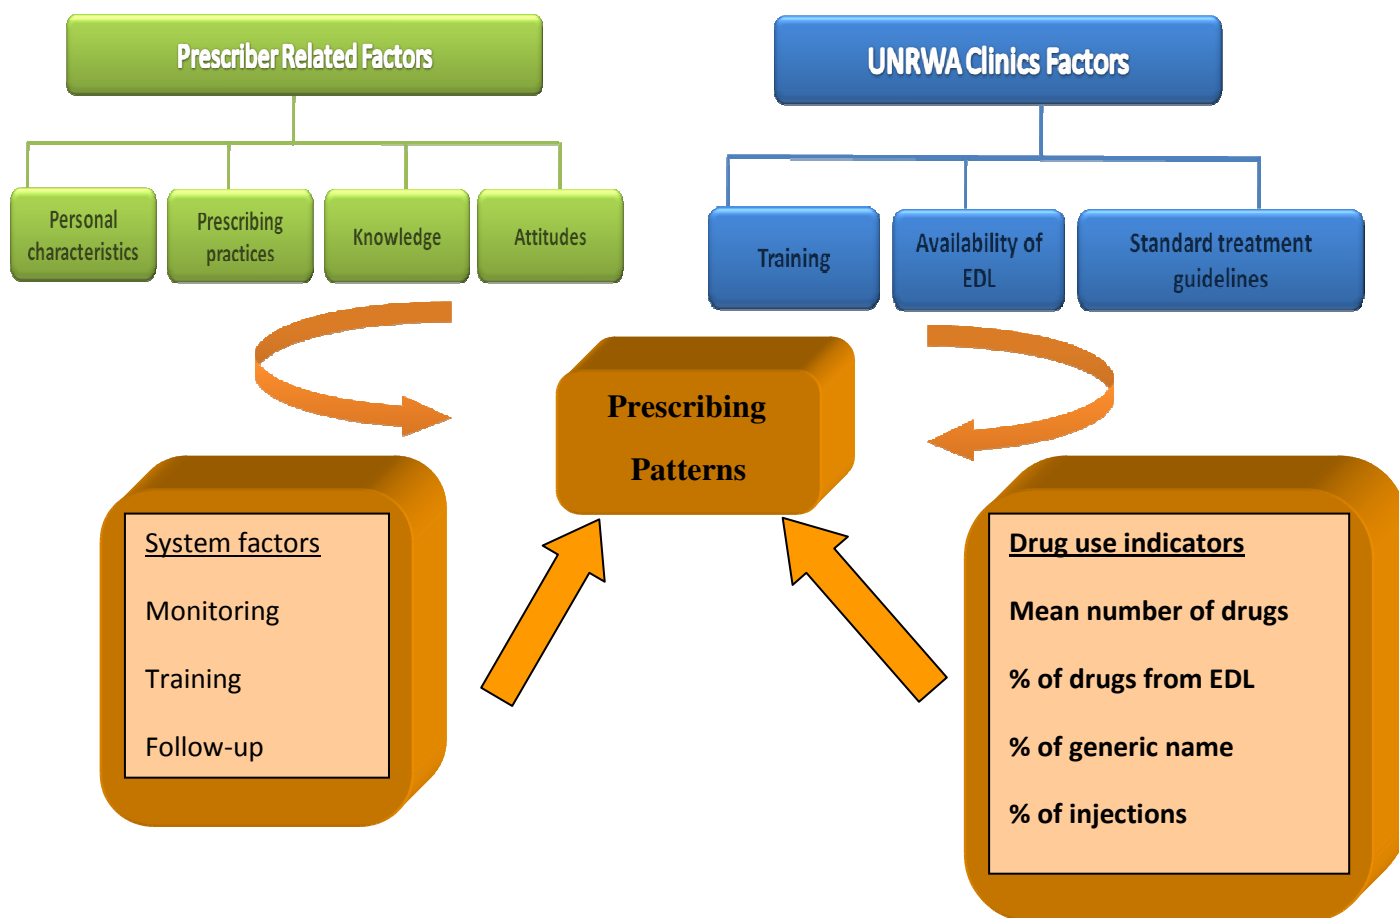 Prescriber Related Factors
UNRWA Clinics Factors
Personal
characteristics
Prescribing
practices
Knowledge
Attitudes
Training
Availability of
EDL
Standard treatment
guidelines
Prescribing
Patterns
System factors
Monitoring
Training
Follow-up
Drug use indicators
Mean number of drugs
% of drugs from EDL
% of generic name
% of injections